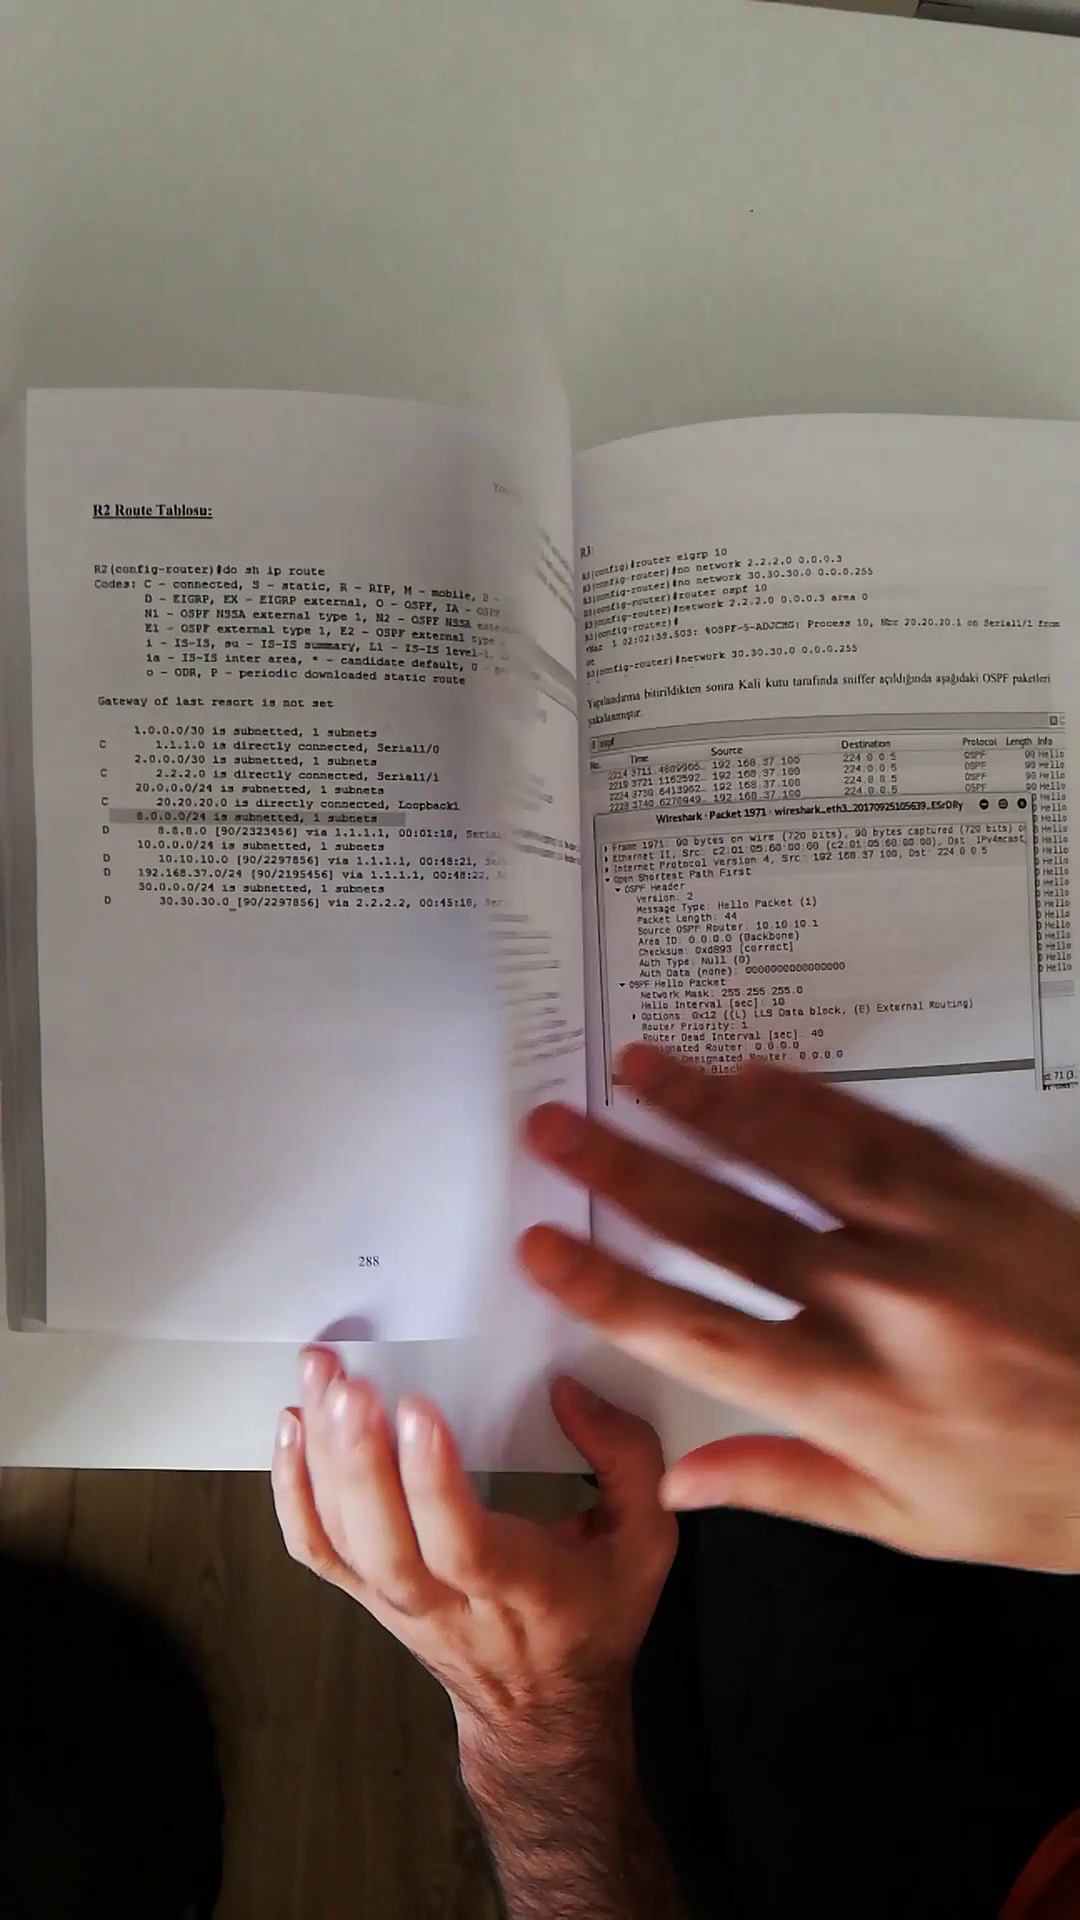 R2 Route Tablosu:
R2(config-router)#do sh ip route
Codes: C - connected, S - static, R - RIP, M - mobile,
D - EIGRP, EX - EIGRP external, O - OSPF, IA - OSPF
N1 - OSPF NSSA external type 1, N2 - OSPF NSSA
E1 - OSPF external type 1, E2 - OSPF external type
i - IS-IS, su - IS-IS summary, L1 - IS-IS level-1,
ia - IS-IS inter area, * - candidate default, U -
o - ODR, P - periodic downloaded static route
Gateway of last resort is not set
1.0.0.0/30 is subnetted, 1 subnets
C 1.1.1.0 is directly connected, Serial1/0
2.0.0.0/30 is subnetted, 1 subnets
C 2.2.2.0 is directly connected, Serial1/1
20.0.0.0/24 is subnetted, 1 subnets
C 20.20.20.0 is directly connected, Loopback1
8.0.0.0/24 is subnetted, 1 subnets
D 8.8.8.0 [90/2323456] via 1.1.1.1, 00:01:18,
10.0.0.0/24 is subnetted, 1 subnets
D 10.10.10.0 [90/2297856] via 1.1.1.1, 00:48:21,
D 192.168.37.0/24 [90/2195456] via 1.1.1.1, 00:48:22,
30.0.0.0/24 is subnetted, 1 subnets
D 30.30.30.0 [90/2297856] via 2.2.2.2, 00:45:18,
288
R3:
R3(config)#router eigrp 10
R3(config-router)#no network 2.2.2.0 0.0.0.3
R3(config-router)#no network 30.30.30.0 0.0.0.255
R3(config-router)#router ospf 10
R3(config-router)#network 2.2.2.0 0.0.0.3 area 0
R3(config-router)#
*Mar 1 02:02:59.503: %OSPF-5-ADJCHG: Process 10, Nbr 20.20.20.1 on Serial1/1 from
R3(config-router)#network 30.30.30.0 0.0.0.255
Yapılandırma bitirildikten sonra Kali kutu tarafında sniffer açıldığında aşağıdaki OSPF paketleri
yakalanmıştır.
ospf
No. Time Source Destination Protocol Length Info
2214 3711.4809966… 192.168.37.100 224.0.0.5 OSPF 90 Hello
2219 3721.1162592… 192.168.37.100 224.0.0.5 OSPF 90 Hello
2224 3730.6413962… 192.168.37.100 224.0.0.5 OSPF 90 Hello
2228 3740.6270949… 192.168.37.100 224.0.0.5 OSPF 90 Hello
Wireshark · Packet 1971 · wireshark_eth3_20170925105639_ESrDRy
Frame 1971: 90 bytes on wire (720 bits), 90 bytes captured (720 bits)
Ethernet II, Src: c2:01:05:60:00:00 (c2:01:05:60:00:00), Dst: IPv4mcast
Internet Protocol Version 4, Src: 192.168.37.100, Dst: 224.0.0.5
Open Shortest Path First
OSPF Header
Version: 2
Message Type: Hello Packet (1)
Packet Length: 44
Source OSPF Router: 10.10.10.1
Area ID: 0.0.0.0 (Backbone)
Checksum: 0xd893 [correct]
Auth Type: Null (0)
Auth Data (none): 0000000000000000
OSPF Hello Packet
Network Mask: 255.255.255.0
Hello Interval [sec]: 10
Options: 0x12 ((L) LLS Data block, (E) External Routing)
Router Priority: 1
Router Dead Interval [sec]: 40
Router: 0.0.0.0
Designated Router: 0.0.0.0